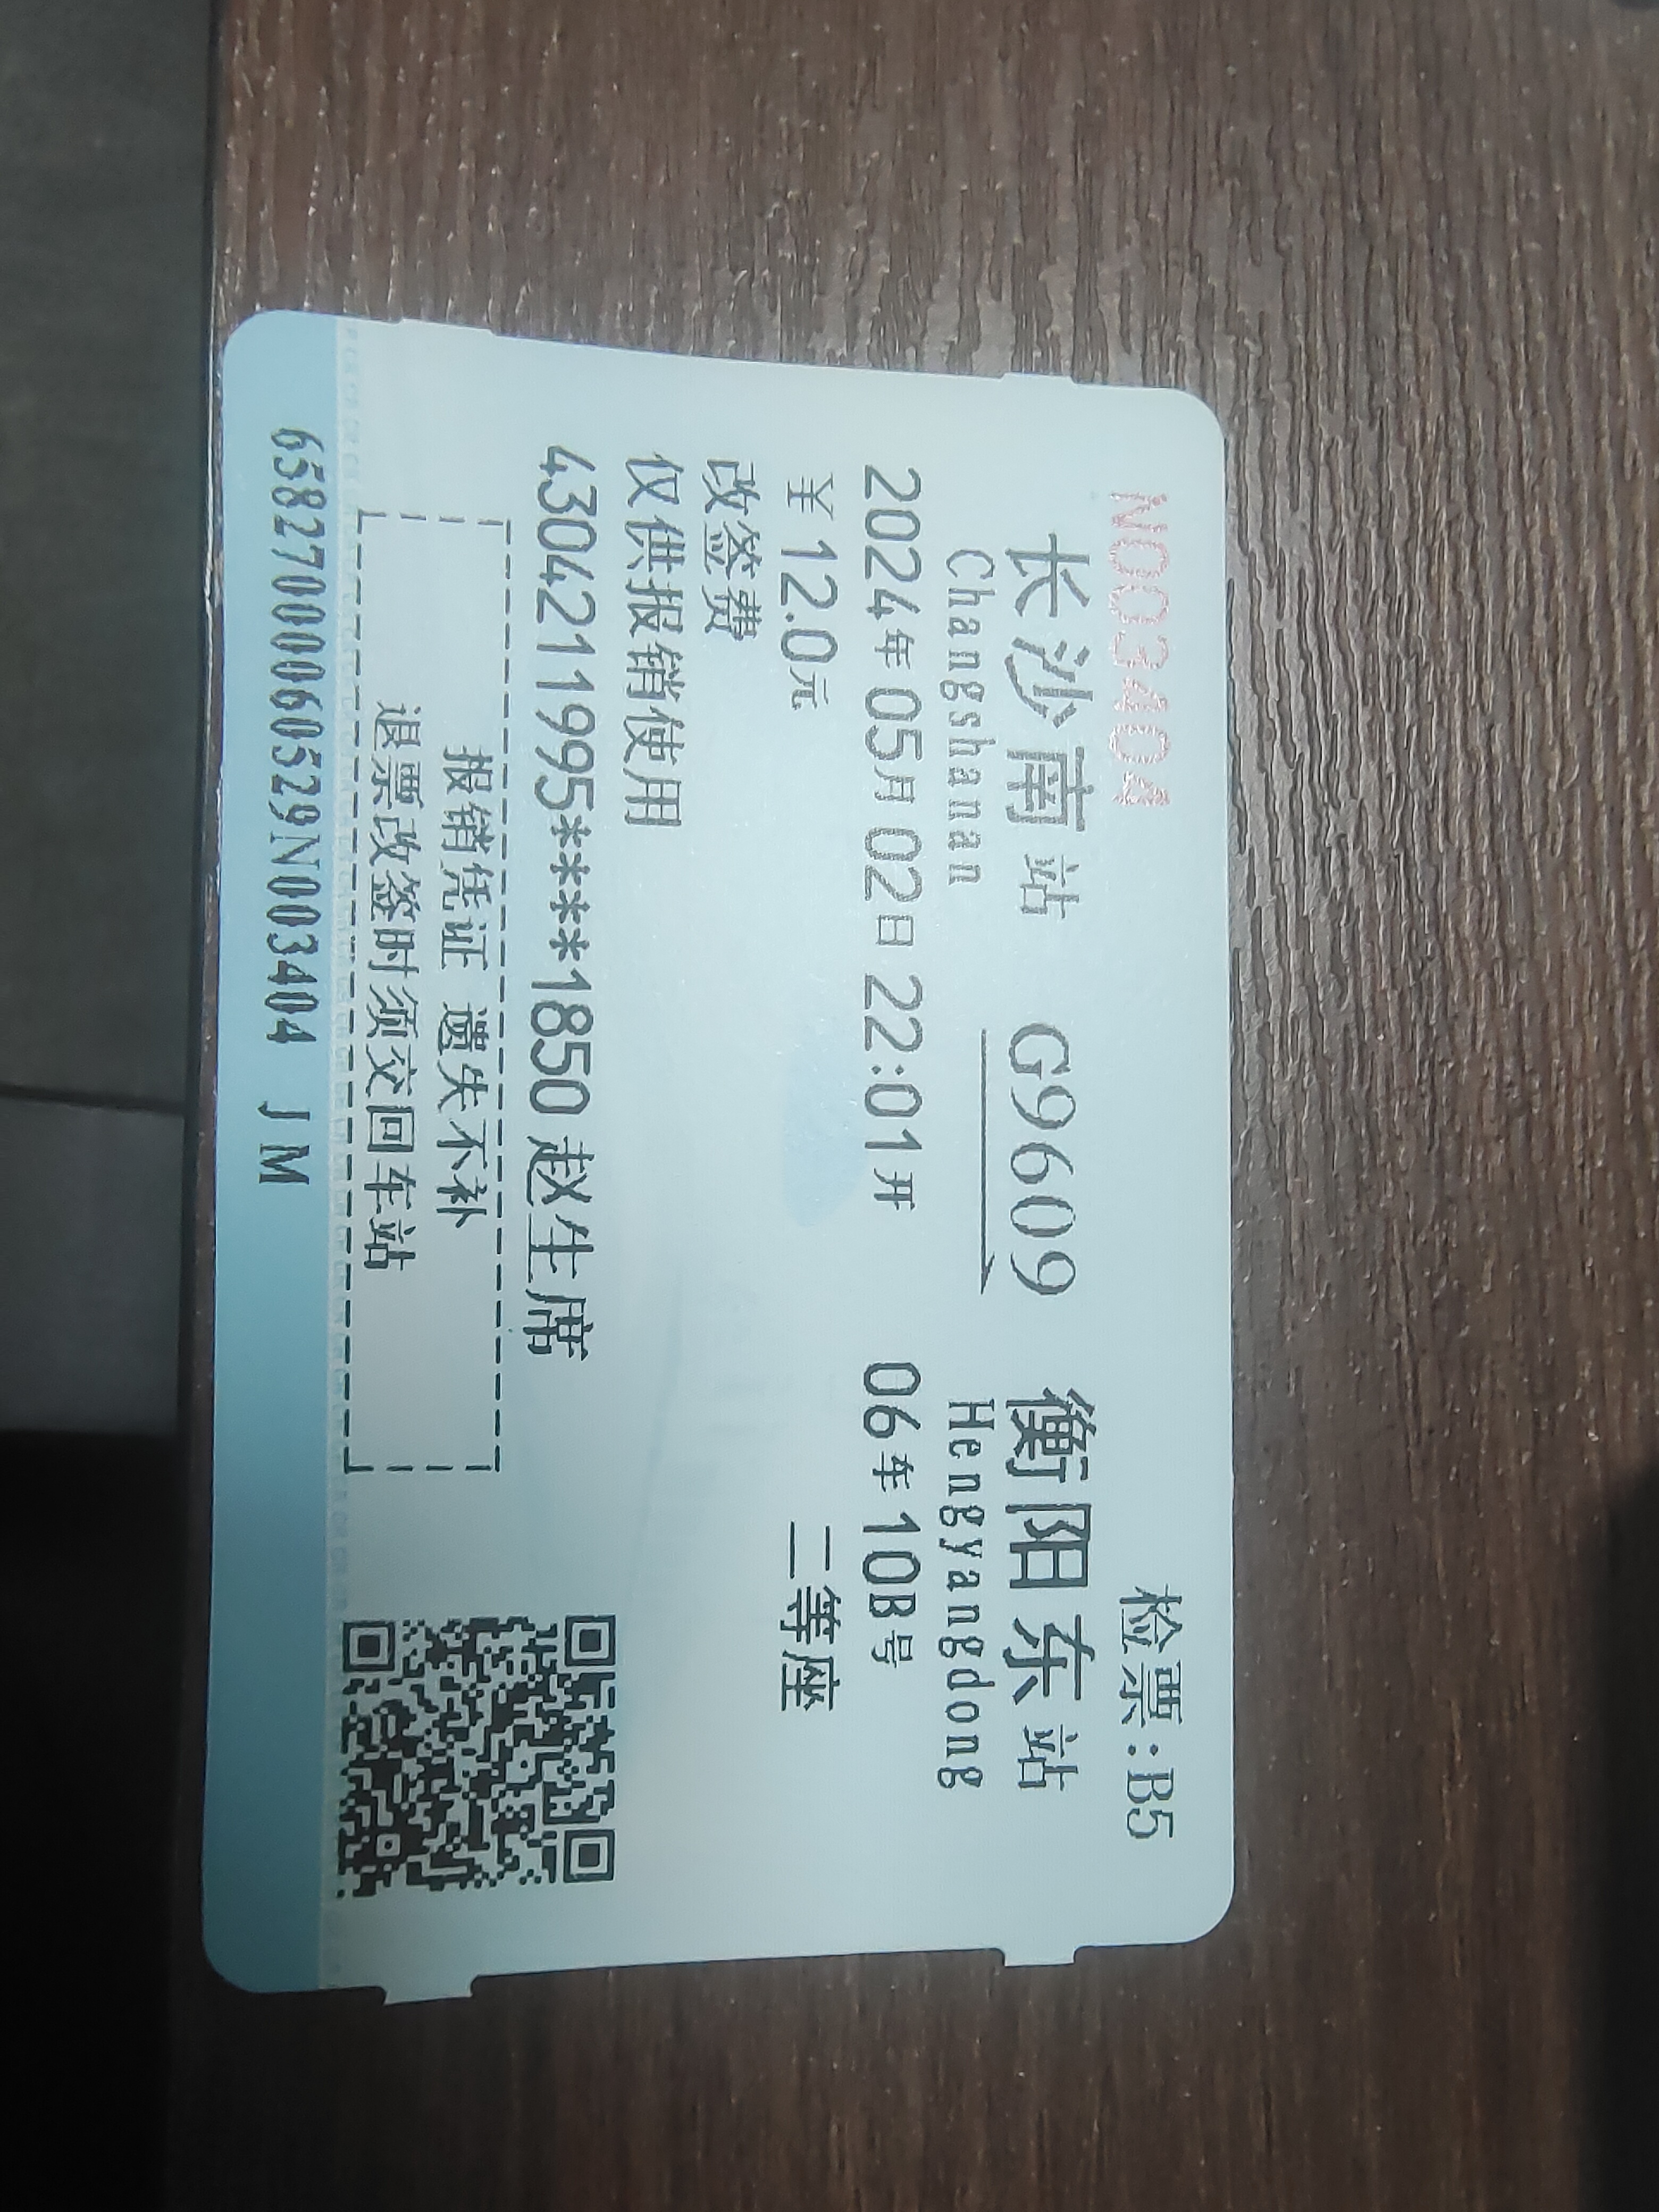 N003404 检票:B5
长沙南站 G9609 衡阳东站
Changshanan Hengyangdong
2024年05月02日22:01开 06车10B号
￥12.0元 二等座
改签费
仅供报销使用
4304211995****1850 赵生席
报销凭证 遗失不补
退票改签时须交回车站
65827000060529N003404 JM